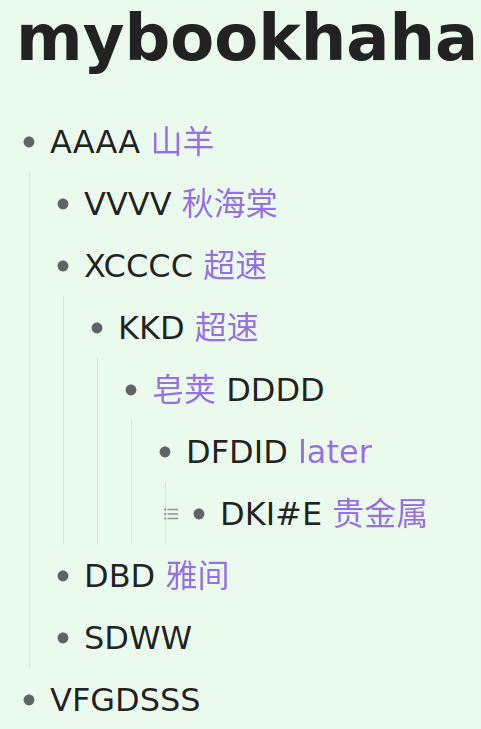 mybookhaha
AAAA 山羊
VVVV 秋海棠
XCCCC 超速
KKD 超速
皂荚 DDDD
DFDID later
DKI#E 贵金属
DBD 雅间
SDWW
VFGDSSS